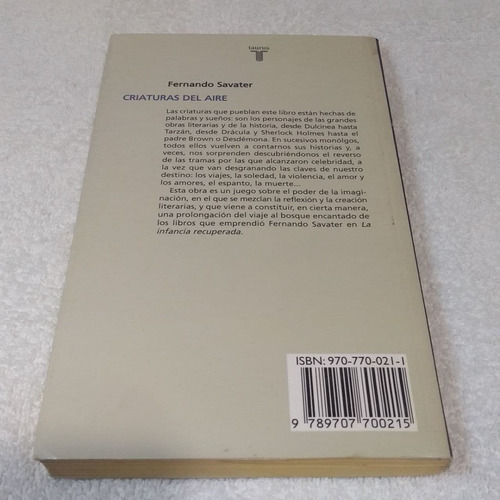 taurus
Fernando Savater
CRIATURAS DEL AIRE
Las criaturas que pueblan este libro están hechas de
palabras y sueños: son los personajes de las grandes
obras literarias y de la historia, desde Dulcinea hasta
Tarzán, desde Drácula y Sherlock Holmes hasta el
padre Brown o Desdémona. En sucesivos monólgos,
todos ellos vuelven a contarnos sus historias y, a
veces, nos sorprenden descubriéndonos el reverso
de las tramas por las que alcanzaron celebridad, a
la vez que van desgranando las claves de nuestro
destino: los viajes, la soledad, la violencia, el amor y
los amores, el espanto, la muerte...
Esta obra es un juego sobre el poder de la imagi-
nación, en el que se mezclan la reflexión y la creación
literarias, y que viene a constituir, en cierta manera,
una prolongación del viaje al bosque encantado de
los libros que emprendió Fernando Savater en La
infancia recuperada.
ISBN: 970-770-021-1
9 789707 700215